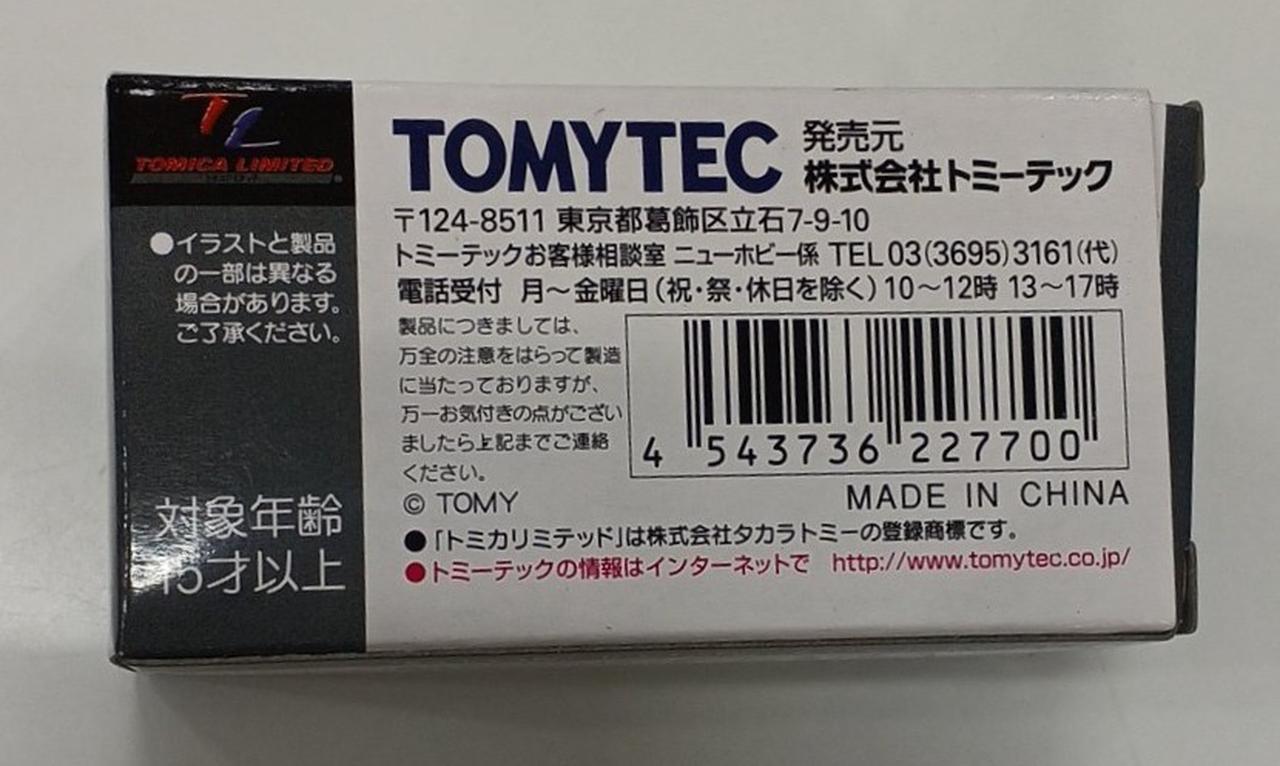 TL
TOMICA LIMITED
●イラストと製品
の一部は異なる
場合があります。
ご了承ください。
対象年齢
15才以上
TOMYTEC
発売元
株式会社トミーテック
〒124-8511 東京都葛飾区立石7-9-10
トミーテックお客様相談室 ニューホビー係 TEL03(3695)3161(代)
電話受付 月～金曜日(祝・祭・休日を除く)10～12時 13～17時
製品につきましては、
万全の注意をはらって製造
に当たっておりますが、
万一お気付きの点がござい
ましたら上記までご連絡
ください。
4 543736 227700
© TOMY
MADE IN CHINA
●「トミカリミテッド」は株式会社タカラトミーの登録商標です。
●トミーテックの情報はインターネットで http://www.tomytec.co.jp/